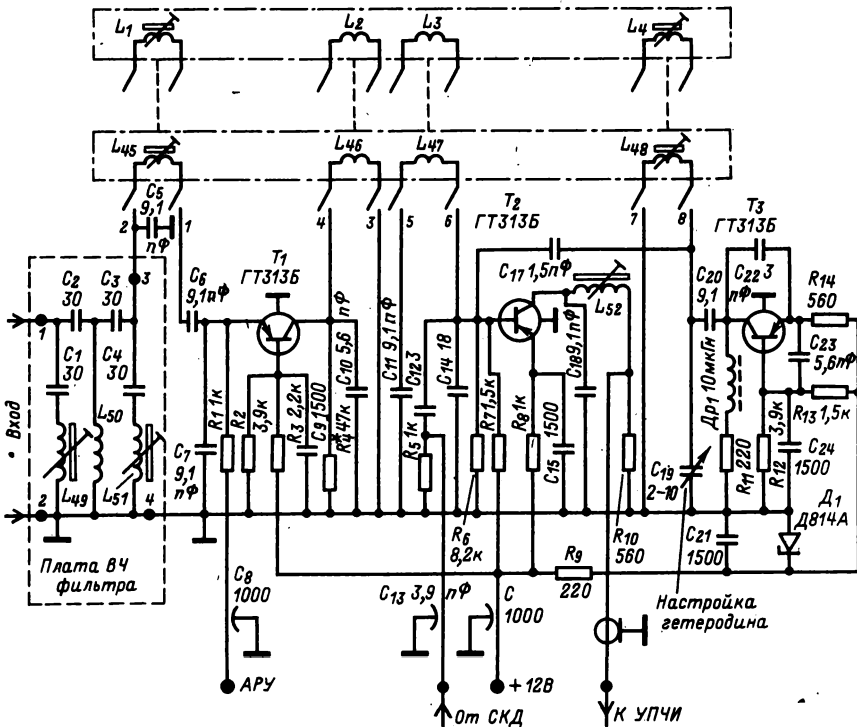 L1
L2
L3
L4
L45
L46
L47
L48
C5
9,1
пФ
2
1
4
3
5
6
7
8
T1
ГТ313Б
T2
ГТ313Б
T3
ГТ313Б
C2
30
C3
30
3
1
C1
30
C4
30
L50
L49
L51
2
4
Вход
Плата ВЧ
фильтра
C6
9,1пФ
C7
9,1
пФ
R1 1к
R2
3,9к
R3 2,2к
C9 1500
R4* 47к
C10 5,6 пФ
C11 9,1 пФ
C12 3
C14 18
R5 1к
R6
8,2к
R7 1,5к
R8 1к
1500
C15
C17 1,5пФ
L52
C18 9,1пФ
R10
560
C19
2-10
C20
9,1
пФ
C22 3
R14
560
C23
5,6пФ
R13 1,5к
Др1 10мкГн
R11 220
R12 3,9к
C24
1500
C21
1500
Д1
Д814А
R9
220
C8
1000
C13 3,9 пФ
С
1000
Настройка
гетеродина
АРУ
От СКД
+12В
К УПЧИ